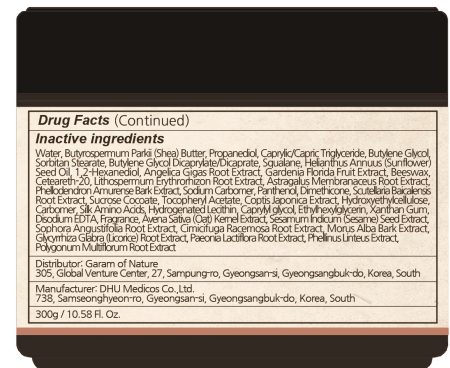 Drug Facts (Continued)
Inactive ingredients
Water, Butyrospermum Parkii (Shea) Butter, Propanediol, Caprylic/Capric Triglyceride, Butylene Glycol,
Sorbitan Stearate, Butylene Glycol Dicaprylate/Dicaprate, Squalane, Helianthus Annuus (Sunflower)
Seed Oil, 1,2-Hexanediol, Angelica Gigas Root Extract, Gardenia Florida Fruit Extract, Beeswax,
Ceteareth-20, Lithospermum Erythrorhizon Root Extract, Astragalus Membranaceus Root Extract,
Phellodendron Amurense Bark Extract, Sodium Carbomer, Panthenol, Dimethicone, Scutellaria Baicalensis
Root Extract, Sucrose Cocoate, Tocopheryl Acetate, Coptis Japonica Extract, Hydroxyethylcellulose,
Carbomer, Silk Amino Acids, Hydrogenated Lecithin, Caprylyl glycol, Ethylhexylglycerin, Xanthan Gum,
Disodium EDTA, Fragrance, Avena Sativa (Oat) Kernel Extract, Sesamum Indicum (Sesame) Seed Extract,
Sophora Angustifolia Root Extract, Cimicifuga Racemosa Root Extract, Morus Alba Bark Extract,
Glycyrrhiza Glabra (Licorice) Root Extract, Paeonia Lactiflora Root Extract, Phellinus Linteus Extract,
Polygonum Multiflorum Root Extract
Distributor: Garam of Nature
305, Global Venture Center, 27, Sampung-ro, Gyeongsan-si, Gyeongsangbuk-do, Korea, South
Manufacturer: DHU Medicos Co.,Ltd.
738, Samseonghyeon-ro, Gyeongsan-si, Gyeongsangbuk-do, Korea, South
300g / 10.58 Fl. Oz.